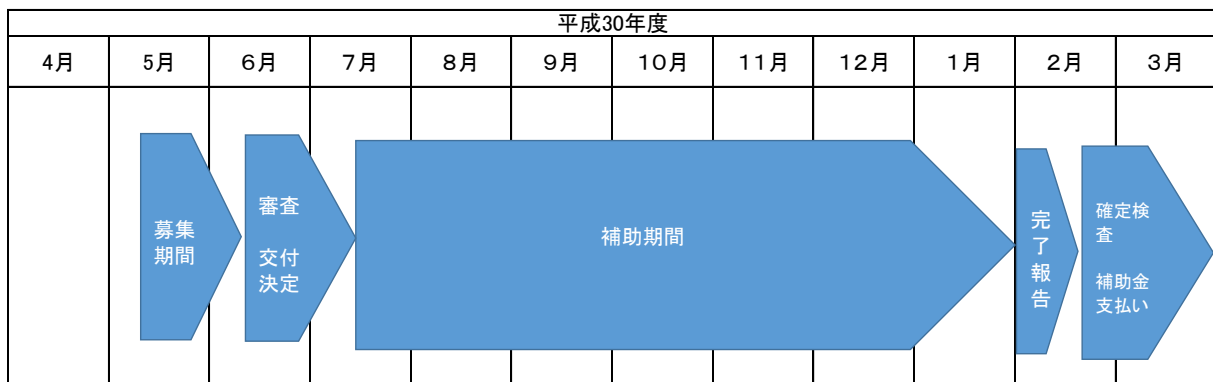 平成30年度
4月 5月 6月 7月 8月 9月 10月 11月 12月 1月 2月 3月
募集
期間
審査
交付
決定
補助期間
完
了
報
告
確定検
査
補助金
支払い